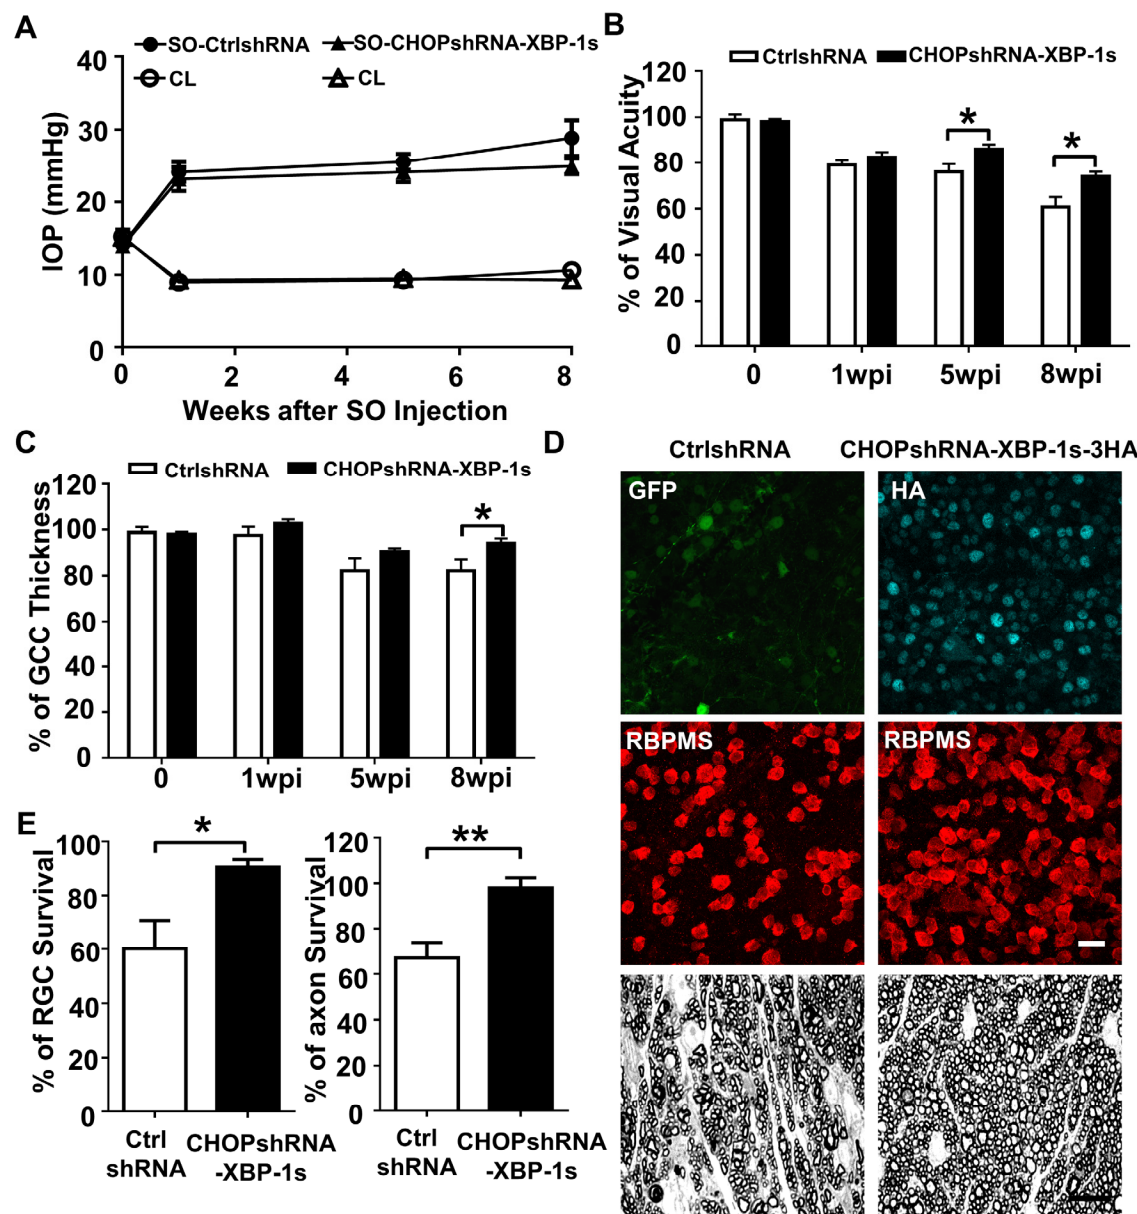 A
SO-CtrlshRNA SO-CHOPshRNA-XBP-1s
CL CL
IOP (mmHg)
40
30
20
10
0
0 2 4 6 8
Weeks after SO Injection
B
CtrlshRNA CHOPshRNA-XBP-1s
% of Visual Acuity
120
100
80
60
40
20
0
* *
0 1wpi 5wpi 8wpi
C
CtrlshRNA CHOPshRNA-XBP-1s
% of GCC Thickness
120
100
80
60
40
20
0
*
0 1wpi 5wpi 8wpi
D
CtrlshRNA CHOPshRNA-XBP-1s-3HA
GFP HA
RBPMS RBPMS
E
% of RGC Survival
100
80
60
40
20
0
*
Ctrl
shRNA
CHOPshRNA
-XBP-1s
% of axon Survival
120
100
80
60
40
20
0
**
Ctrl
shRNA
CHOPshRNA
-XBP-1s